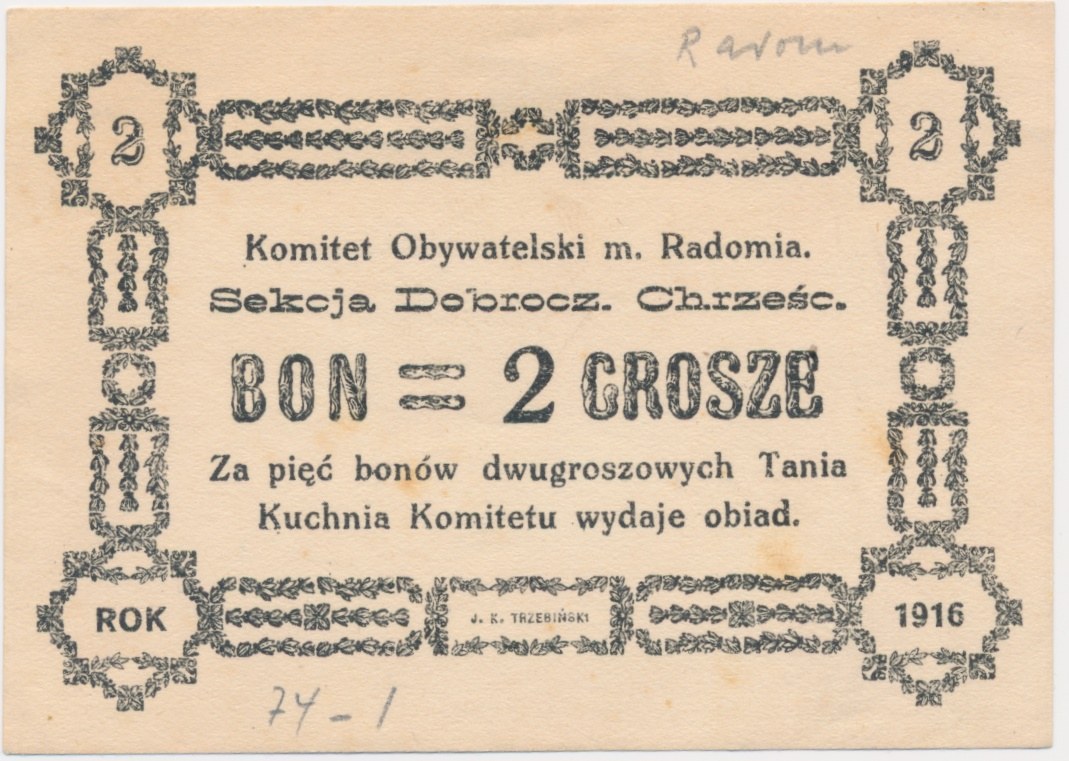 Radom
2 2
Komitet Obywatelski m. Radomia.
Sekcja Dobrocz. Chrześc.
BON = 2 GROSZE
Za pięć bonów dwugroszowych Tania
Kuchnia Komitetu wydaje obiad.
ROK J. K. TRZEBIŃSKI 1916
74 - 1